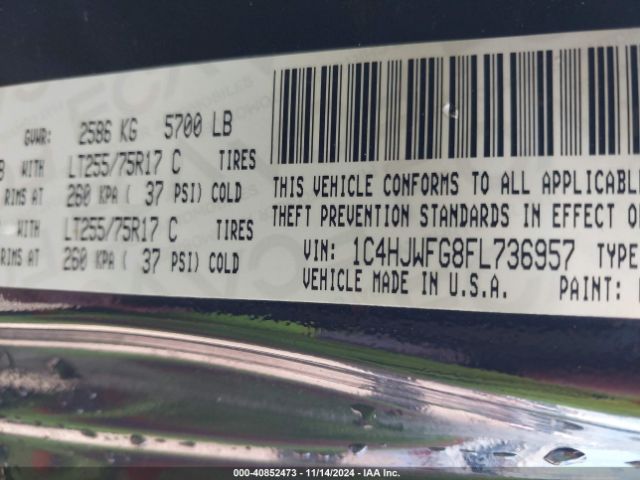 GVWR: 2586 KG 5700 LB
B WITH LT255/75R17 C TIRES
RIMS AT 260 KPA ( 37 PSI) COLD
WITH LT255/75R17 C TIRES
RIMS AT 260 KPA ( 37 PSI) COLD
THIS VEHICLE CONFORMS TO ALL APPLICABLE
THEFT PREVENTION STANDARDS IN EFFECT O
VIN: 1C4HJWFG8FL736957 TYPE
VEHICLE MADE IN U.S.A. PAINT:
000-40852473 - 11/14/2024 - IAA Inc.